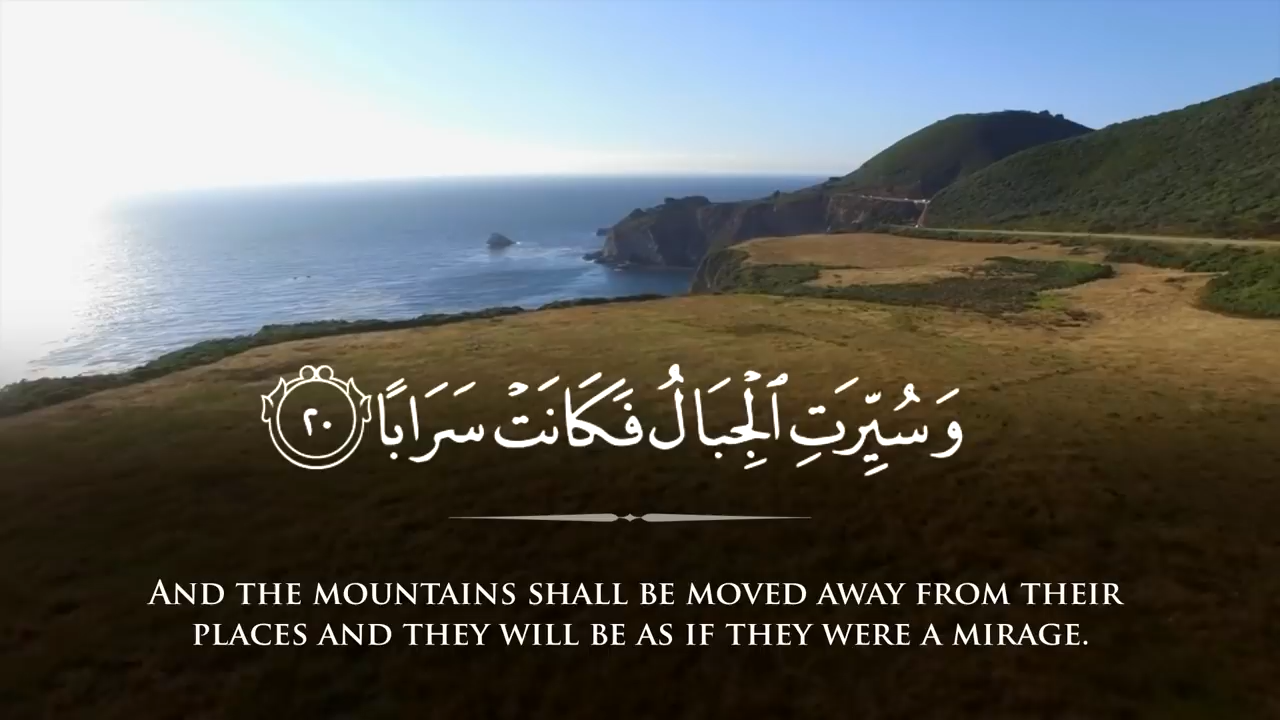 وَسُيِّرَتِ ٱلْجِبَالُ فَكَانَتْ سَرَابًا ٢٠
AND THE MOUNTAINS SHALL BE MOVED AWAY FROM THEIR
PLACES AND THEY WILL BE AS IF THEY WERE A MIRAGE.